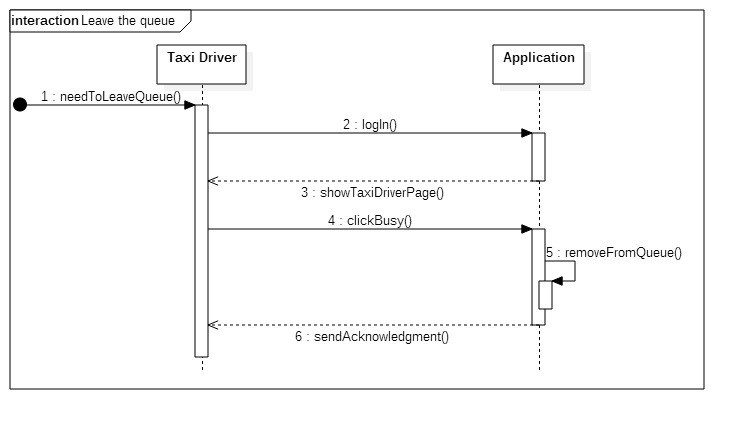 interaction Leave the queue
Taxi Driver
Application
1 : needToLeaveQueue()
2 : logIn()
3 : showTaxiDriverPage()
4 : clickBusy()
5 : removeFromQueue()
6 : sendAcknowledgment()